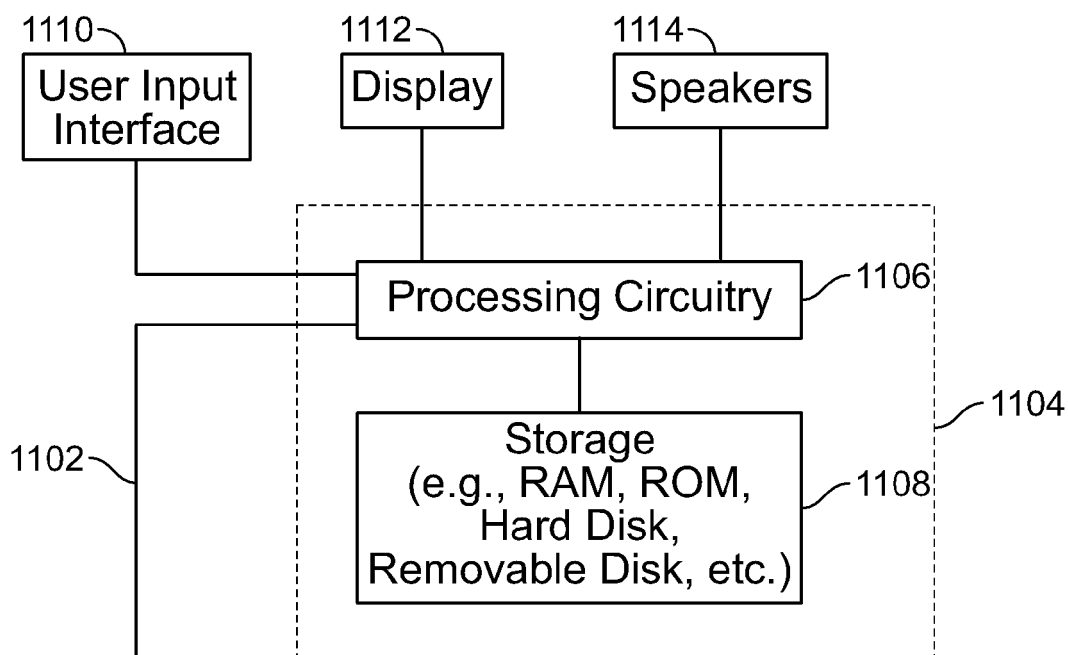 1110
1112
1114
User Input
Interface
Display
Speakers
Processing Circuitry
1106
1104
1102
Storage
(e.g., RAM, ROM,
Hard Disk,
Removable Disk, etc.)
1108